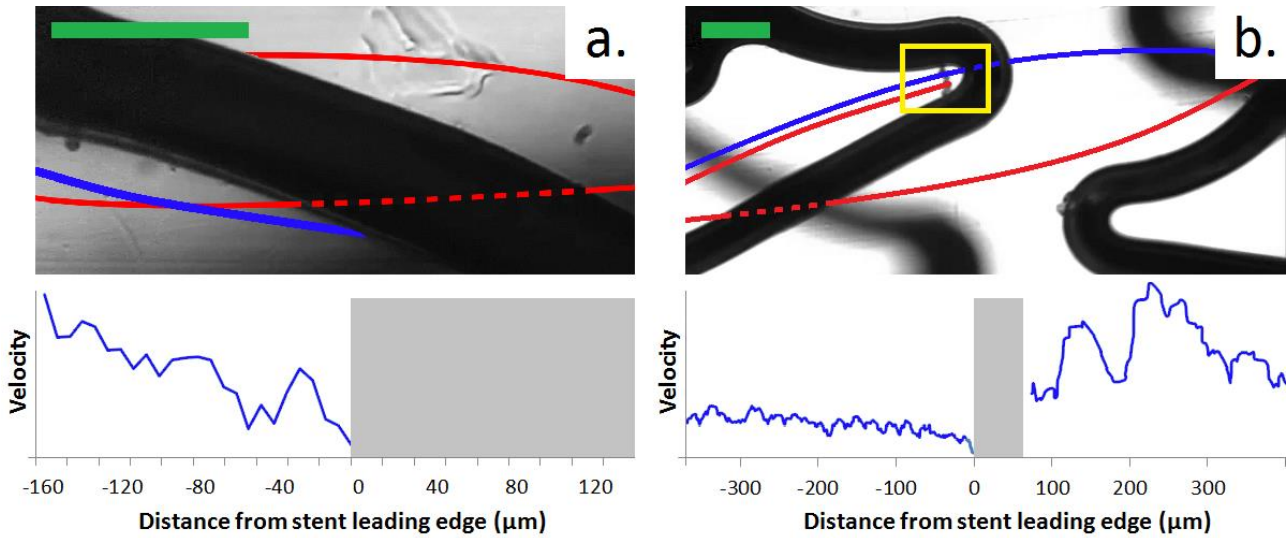 a.
b.
Velocity
-160 -120 -80 -40 0 40 80 120
Distance from stent leading edge (μm)
Velocity
-300 -200 -100 0 100 200 300
Distance from stent leading edge (μm)